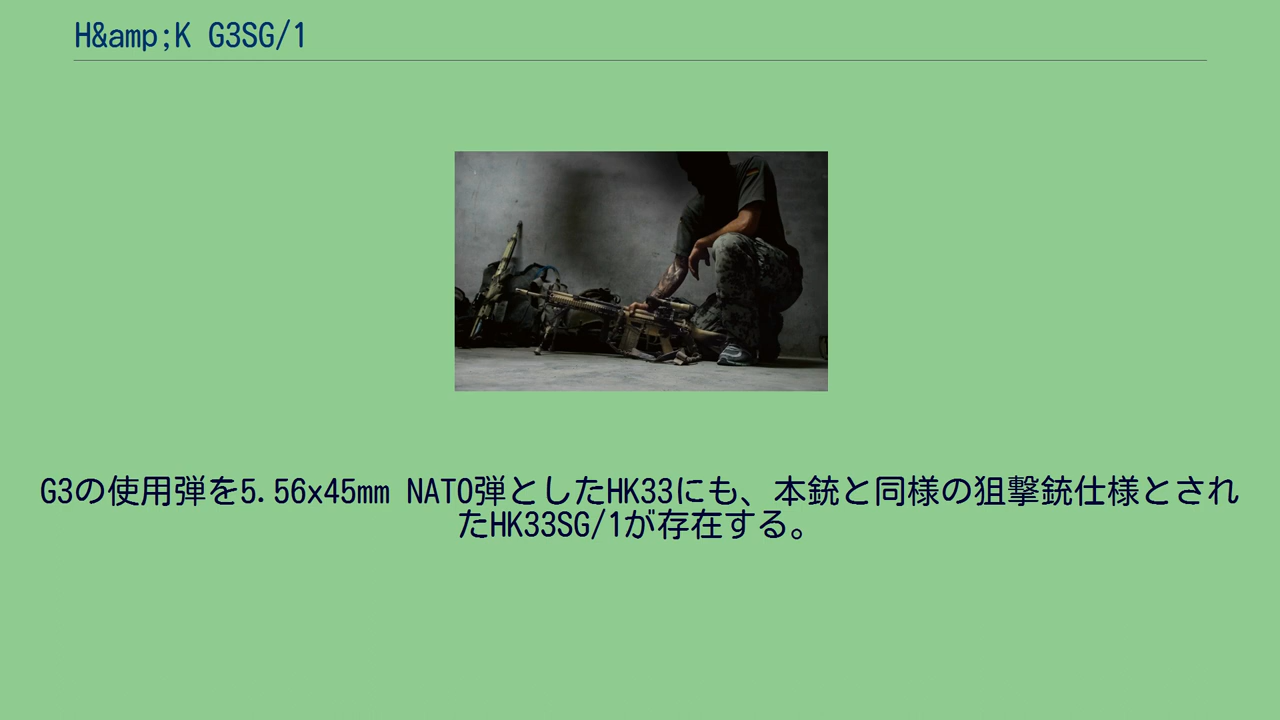 H&amp;K G3SG/1
G3の使用弾を5.56x45mm NATO弾としたHK33にも、本銃と同様の狙撃銃仕様とされ
たHK33SG/1が存在する。